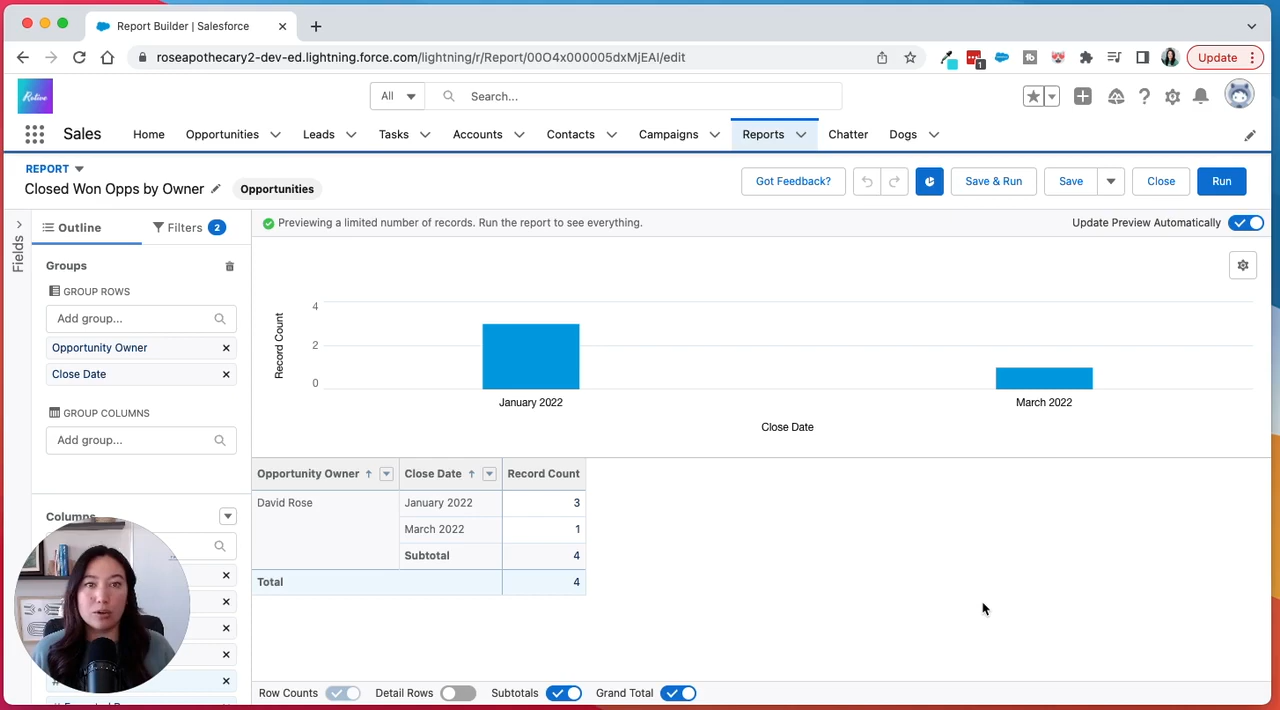 Report Builder | Salesforce
roseapothecary2-dev-ed.lightning.force.com/lightning/r/Report/00O4x000005dxMjEAI/edit
1
Update
Rotive
All
Search...
Sales
Home
Opportunities
Leads
Tasks
Accounts
Contacts
Campaigns
Reports
Chatter
Dogs
REPORT
Closed Won Opps by Owner
Opportunities
Got Feedback?
Save & Run
Save
Close
Run
Fields
Outline
Filters 2
Previewing a limited number of records. Run the report to see everything.
Update Preview Automatically
Groups
GROUP ROWS
Add group...
Opportunity Owner
Close Date
GROUP COLUMNS
Add group...
Columns
Record Count
4
2
0
January 2022
March 2022
Close Date
Opportunity Owner Close Date Record Count
David Rose January 2022 3
March 2022 1
Subtotal 4
Total 4
Row Counts
Detail Rows
Subtotals
Grand Total